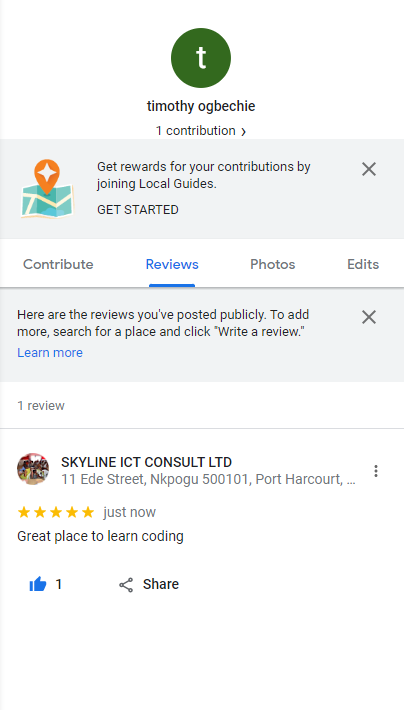 t
timothy ogbechie
1 contribution ›
Get rewards for your contributions by
joining Local Guides.
GET STARTED
Contribute Reviews Photos Edits
Here are the reviews you've posted publicly. To add
more, search for a place and click "Write a review."
Learn more
1 review
SKYLINE ICT CONSULT LTD
11 Ede Street, Nkpogu 500101, Port Harcourt, ...
just now
Great place to learn coding
1 Share